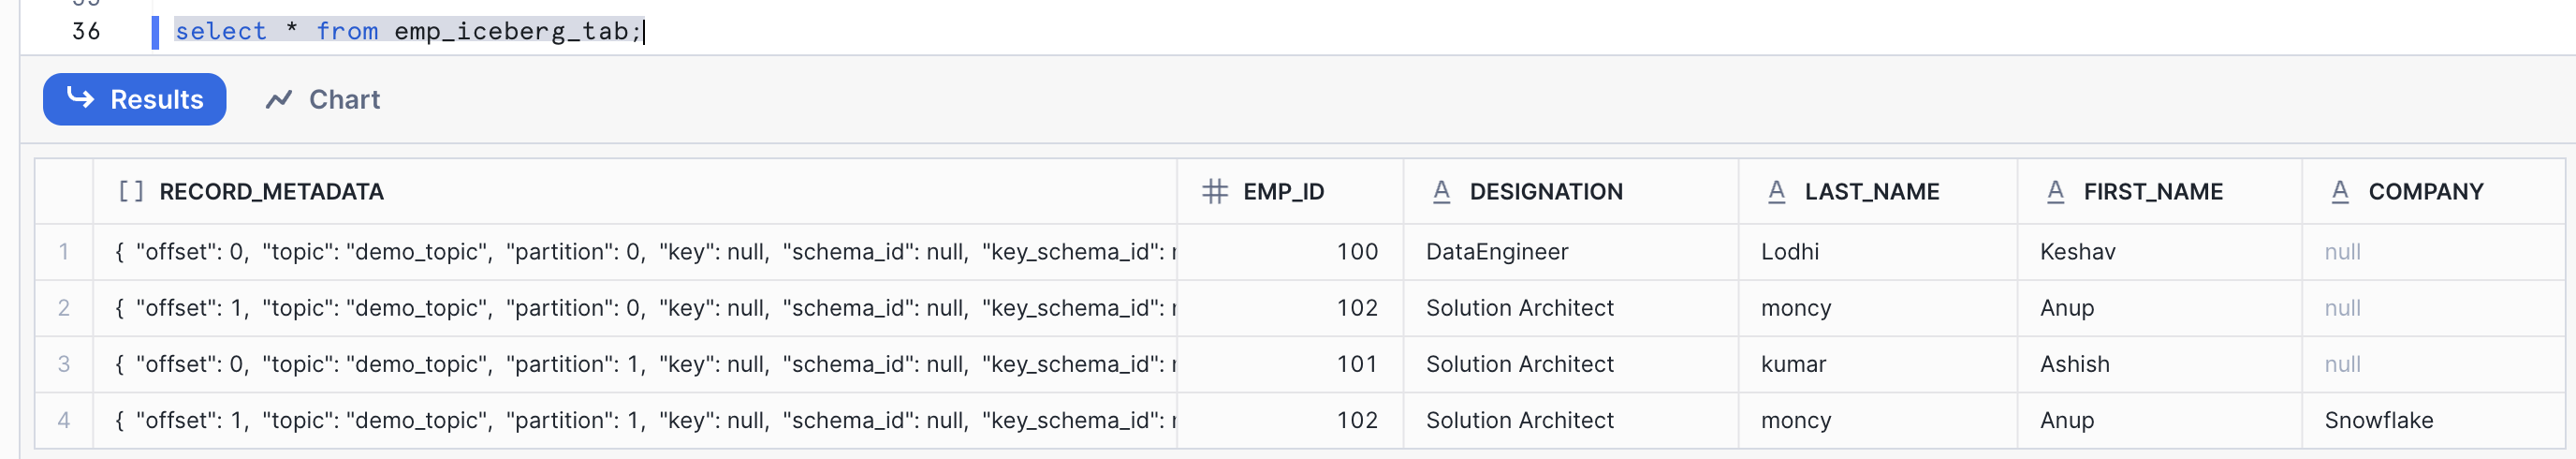 36 select * from emp_iceberg_tab;
Results Chart
RECORD_METADATA EMP_ID DESIGNATION LAST_NAME FIRST_NAME COMPANY
1 { "offset": 0, "topic": "demo_topic", "partition": 0, "key": null, "schema_id": null, "key_schema_id": 100 DataEngineer Lodhi Keshav null
2 { "offset": 1, "topic": "demo_topic", "partition": 0, "key": null, "schema_id": null, "key_schema_id": 102 Solution Architect moncy Anup null
3 { "offset": 0, "topic": "demo_topic", "partition": 1, "key": null, "schema_id": null, "key_schema_id": 101 Solution Architect kumar Ashish null
4 { "offset": 1, "topic": "demo_topic", "partition": 1, "key": null, "schema_id": null, "key_schema_id": 102 Solution Architect moncy Anup Snowflake